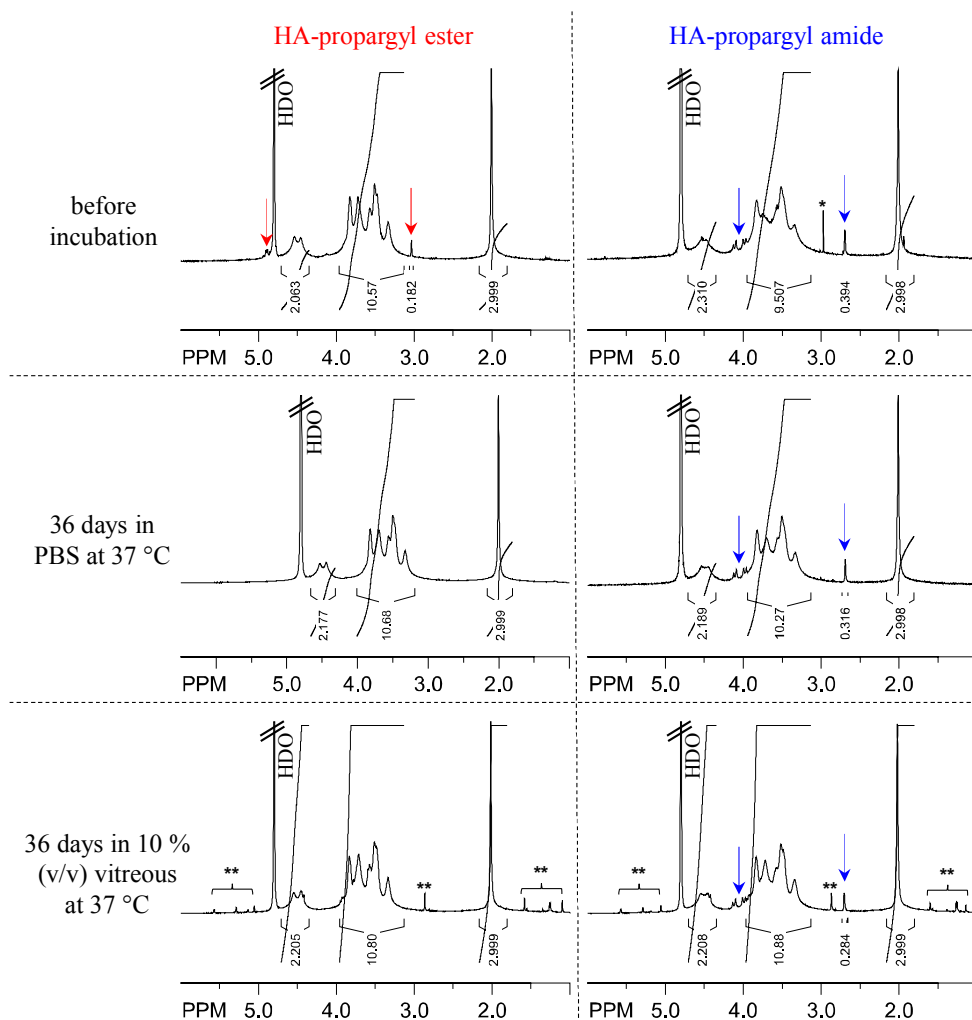 HA-propargyl ester
HA-propargyl amide
before
incubation
HDO
2.063
10.57
0.182
2.999
PPM 5.0 4.0 3.0 2.0
HDO
*
2.310
9.507
0.394
2.998
PPM 5.0 4.0 3.0 2.0
36 days in
PBS at 37 °C
HDO
2.177
10.68
2.999
PPM 5.0 4.0 3.0 2.0
HDO
2.189
10.27
0.316
2.998
PPM 5.0 4.0 3.0 2.0
36 days in 10 %
(v/v) vitreous
at 37 °C
HDO
**
**
**
2.205
10.80
2.999
PPM 5.0 4.0 3.0 2.0
HDO
**
**
**
2.208
10.88
0.284
2.999
PPM 5.0 4.0 3.0 2.0